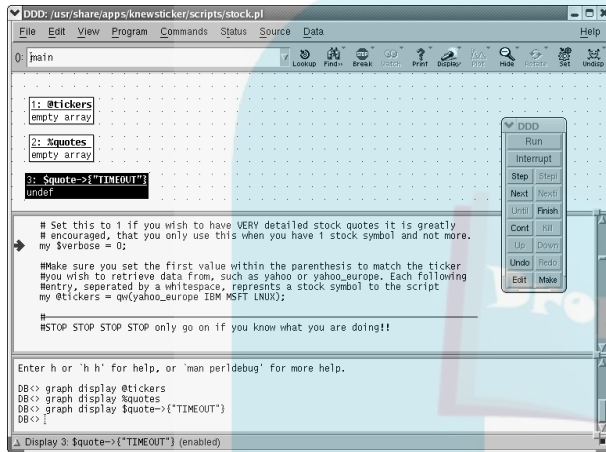 DDD: /usr/share/apps/knewsticker/scripts/stock.pl
File Edit View Program Commands Status Source Data Help
(): main
Lookup Find» Break Watch Print Display Plot Hide Rotate Set Undisp
1: @tickers
empty array
2: %quotes
empty array
3: $quote->{"TIMEOUT"}
undef
DDD
Run
Interrupt
Step Stepi
Next Nexti
Until Finish
Cont Kill
Up Down
Undo Redo
Edit Make
# Set this to 1 if you wish to have VERY detailed stock quotes it is greatly
# encouraged, that you only use this when you have 1 stock symbol and not more.
my $verbose = 0;
#Make sure you set the first value within the parenthesis to match the ticker
#you wish to retrieve data from, such as yahoo or yahoo_europe. Each following
#entry, seperated by a whitespace, represnts a stock symbol to the script
my @tickers = qw(yahoo_europe IBM MSFT LNUX);
#
#STOP STOP STOP STOP only go on if you know what you are doing!!
Enter h or `h h' for help, or `man perldebug' for more help.
DB<> graph display @tickers
DB<> graph display %quotes
DB<> graph display $quote->{"TIMEOUT"}
DB<>
Display 3: $quote->{"TIMEOUT"} (enabled)